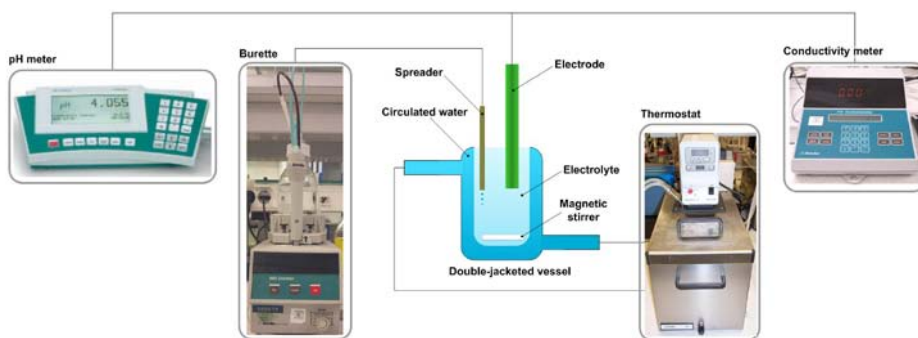 pH meter
pH 4.055
Burette
Spreader
Circulated water
Electrode
Electrolyte
Magnetic
stirrer
Double-jacketed vessel
Thermostat
Conductivity meter